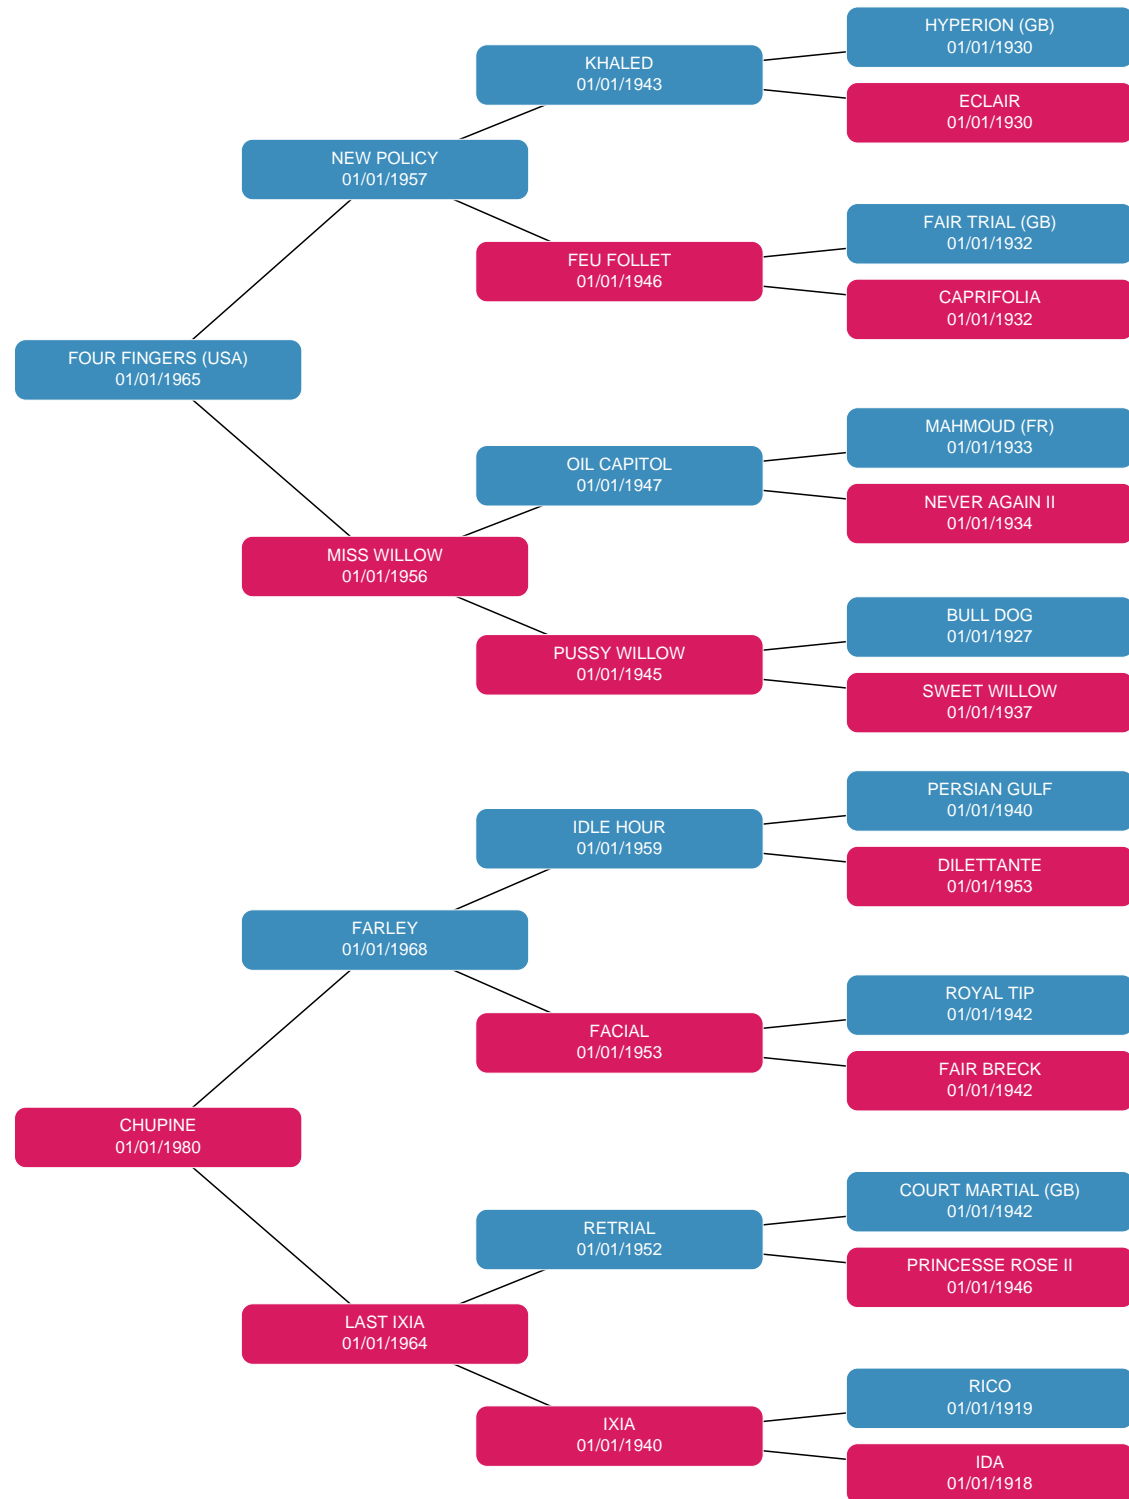 HYPERION (GB)
01/01/1930
KHALED
01/01/1943
ECLAIR
01/01/1930
NEW POLICY
01/01/1957
FAIR TRIAL (GB)
01/01/1932
FEU FOLLET
01/01/1946
CAPRIFOLIA
01/01/1932
FOUR FINGERS (USA)
01/01/1965
MAHMOUD (FR)
01/01/1933
OIL CAPITOL
01/01/1947
NEVER AGAIN II
01/01/1934
MISS WILLOW
01/01/1956
BULL DOG
01/01/1927
PUSSY WILLOW
01/01/1945
SWEET WILLOW
01/01/1937
PERSIAN GULF
01/01/1940
IDLE HOUR
01/01/1959
DILETTANTE
01/01/1953
FARLEY
01/01/1968
ROYAL TIP
01/01/1942
FACIAL
01/01/1953
FAIR BRECK
01/01/1942
CHUPINE
01/01/1980
COURT MARTIAL (GB)
01/01/1942
RETRIAL
01/01/1952
PRINCESSE ROSE II
01/01/1946
LAST IXIA
01/01/1964
RICO
01/01/1919
IXIA
01/01/1940
IDA
01/01/1918